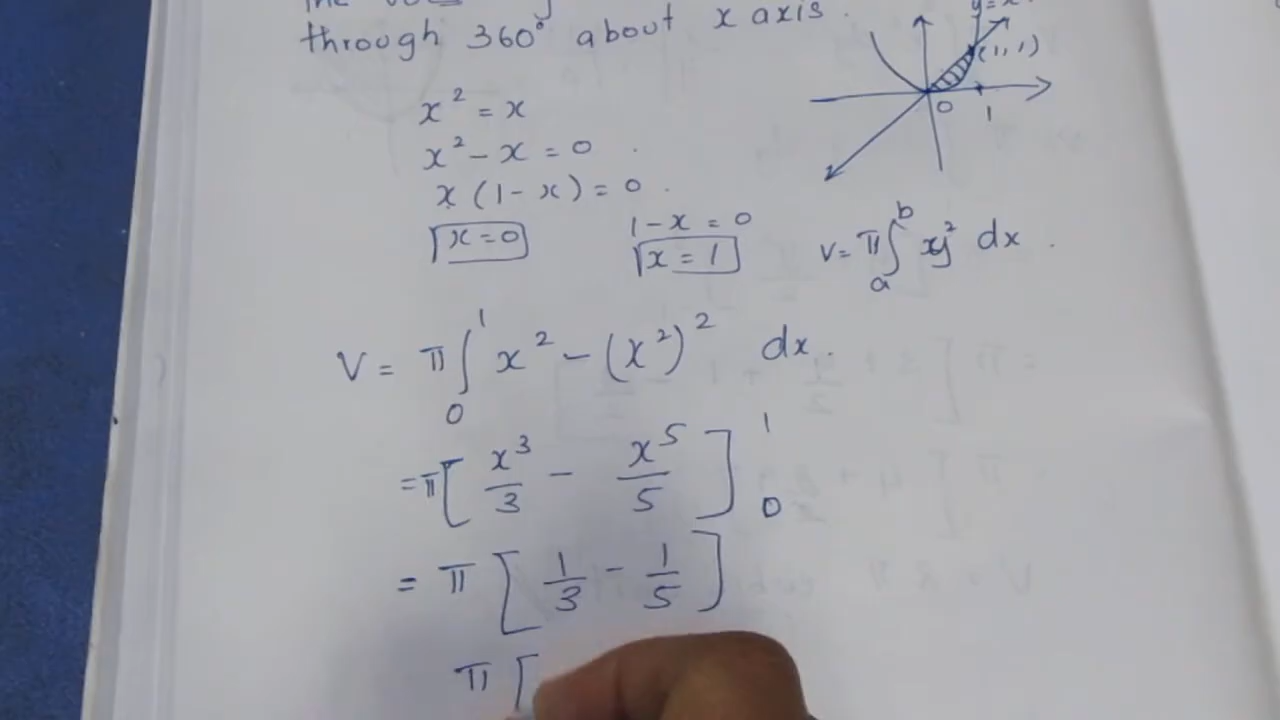 the
through 360° about x axis.
(1, 1)
0
1
x² = x
x² - x = 0
x (1 - x) = 0
x = 0
1 - x = 0
x = 1
V = π∫ₐᵇ y² dx
V = π∫₀¹ x² - (x²)² dx
= π[x³/3 - x⁵/5]₀¹
= π [1/3 - 1/5]
π [